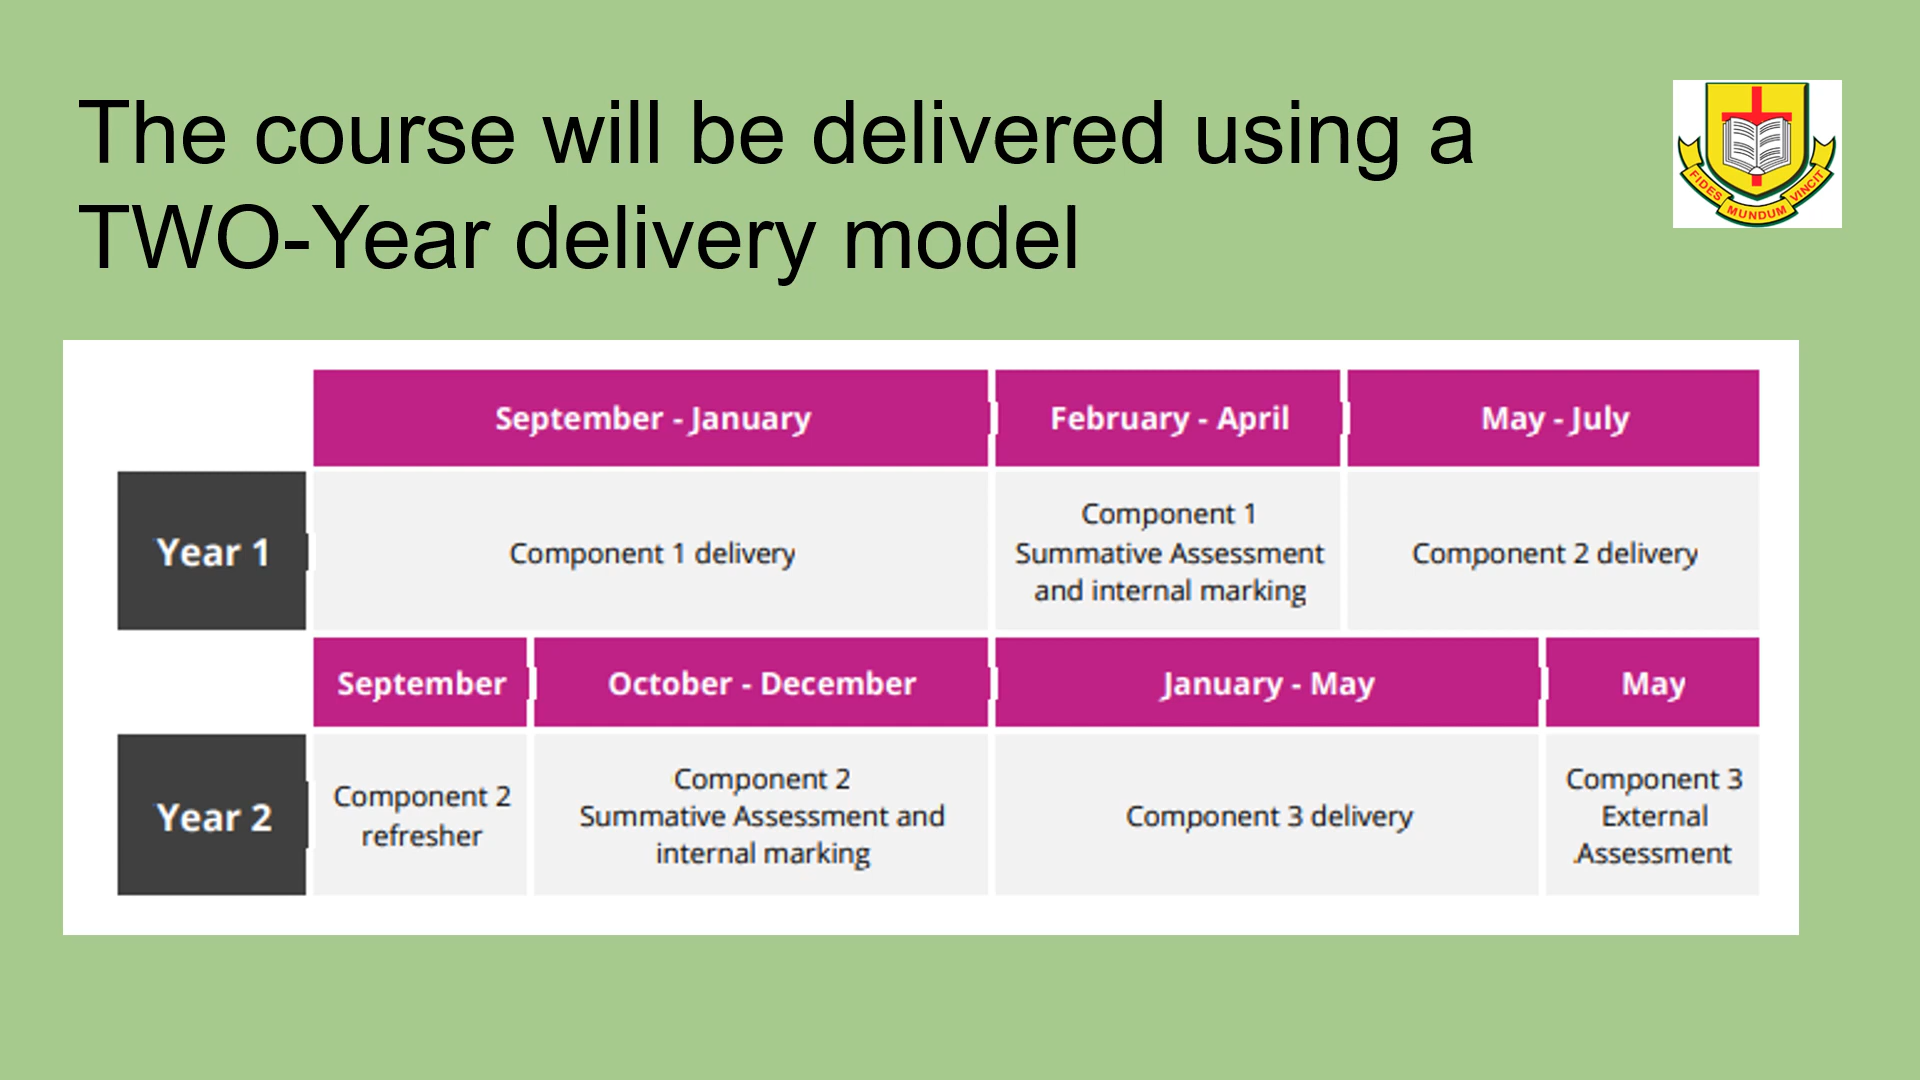 The course will be delivered using a
TWO-Year delivery model
FIDES MUNDUM VINCIT
September - January
February - April
May - July
Year 1
Component 1 delivery
Component 1
Summative Assessment
and internal marking
Component 2 delivery
September
October - December
January - May
May
Year 2
Component 2
refresher
Component 2
Summative Assessment and
internal marking
Component 3 delivery
Component 3
External
Assessment